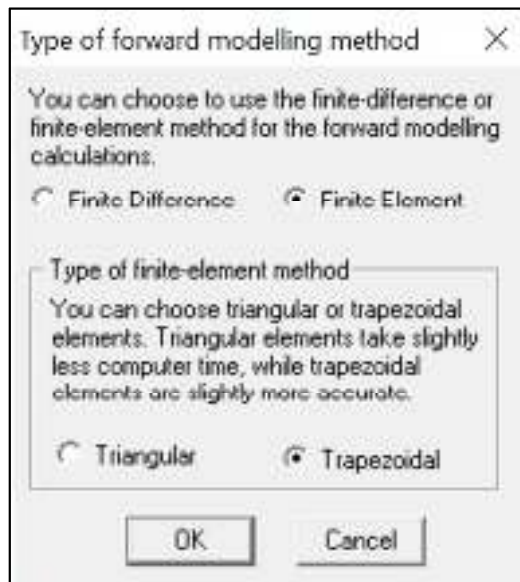 Type of forward modelling method
You can choose to use the finite-difference or
finite-element method for the forward modelling
calculations.
Finite Difference Finite Element
Type of finite-element method
You can choose triangular or trapezoidal
elements. Triangular elements take slightly
less computer time, while trapezoidal
elements are slightly more accurate.
Triangular Trapezoidal
OK Cancel